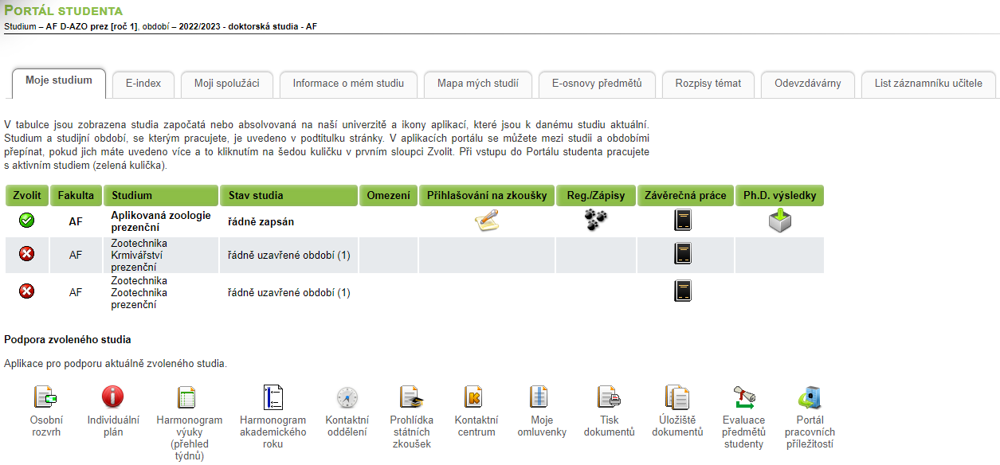 Portál studenta
Studium – AF D-AZO prez [roč 1], období – 2022/2023 - doktorská studia - AF
Moje studium
E-index
Moji spolužáci
Informace o mém studiu
Mapa mých studií
E-osnovy předmětů
Rozpisy témat
Odevzdávárny
List záznamníku učitele
V tabulce jsou zobrazena studia započatá nebo absolvovaná na naší univerzitě a ikony aplikací, které jsou k danému studiu aktuální.
Studium a studijní období, se kterým pracujete, je uvedeno v podtitulku stránky. V aplikacích portálu se můžete mezi studii a obdobími
přepínat, pokud jich máte uvedeno více a to kliknutím na šedou kuličku v prvním sloupci Zvolit. Při vstupu do Portálu studenta pracujete
s aktivním studiem (zelená kulička).
Zvolit Fakulta Studium Stav studia Omezení Přihlašování na zkoušky Reg./Zápisy Závěrečná práce Ph.D. výsledky
AF
Aplikovaná zoologie
prezenční
řádně zapsán
AF
Zootechnika
Krmivářství
prezenční
řádně uzavřené období (1)
AF
Zootechnika
Zootechnika
prezenční
řádně uzavřené období (1)
Podpora zvoleného studia
Aplikace pro podporu aktuálně zvoleného studia.
Osobní
rozvrh
Individuální
plán
Harmonogram
výuky
(přehled
týdnů)
Harmonogram
akademického
roku
Kontaktní
oddělení
Prohlídka
státních
zkoušek
Kontaktní
centrum
Moje
omluvenky
Tisk
dokumentů
Úložiště
dokumentů
Evaluace
předmětů
studenty
Portál
pracovních
příležitostí